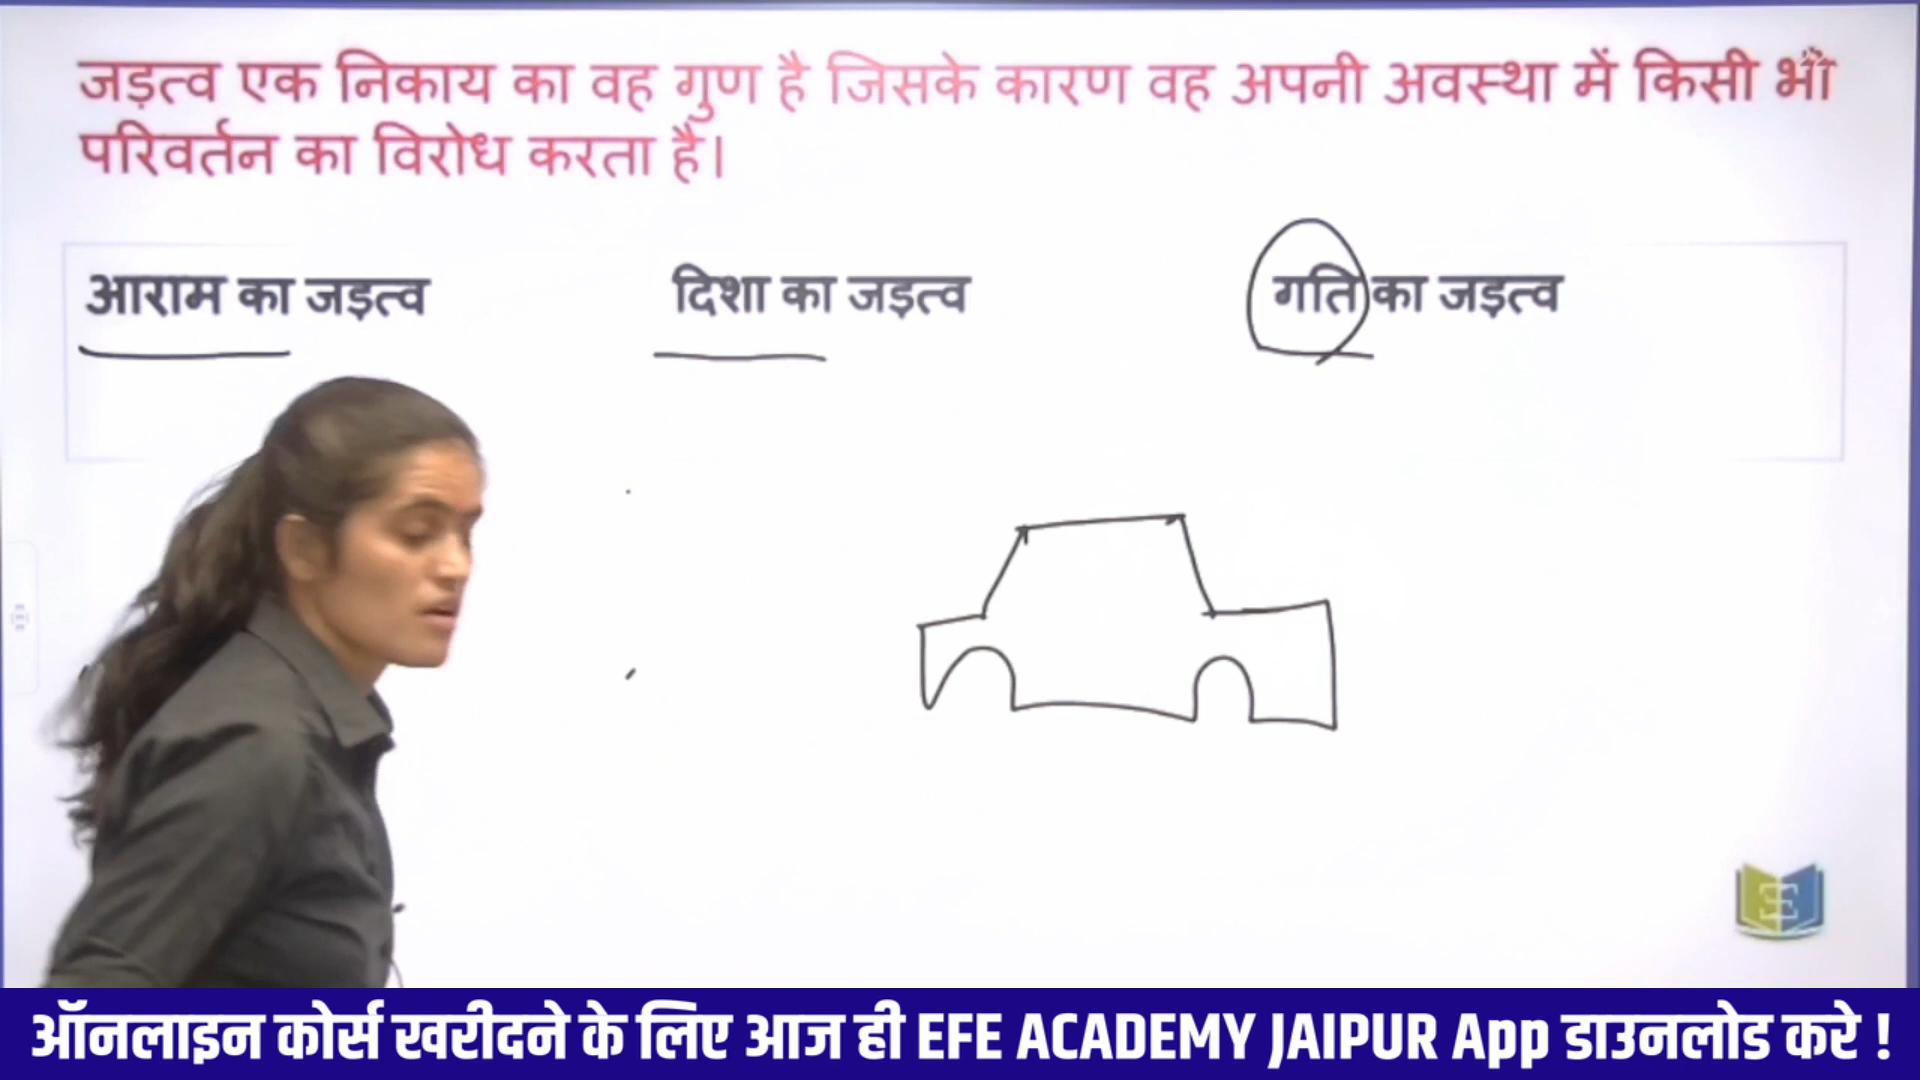 जड़त्व एक निकाय का वह गुण है जिसके कारण वह अपनी अवस्था में किसी भी
परिवर्तन का विरोध करता है।
आराम का जड़त्व दिशा का जड़त्व गति का जड़त्व
ऑनलाइन कोर्स खरीदने के लिए आज ही EFE ACADEMY JAIPUR App डाउनलोड करे !